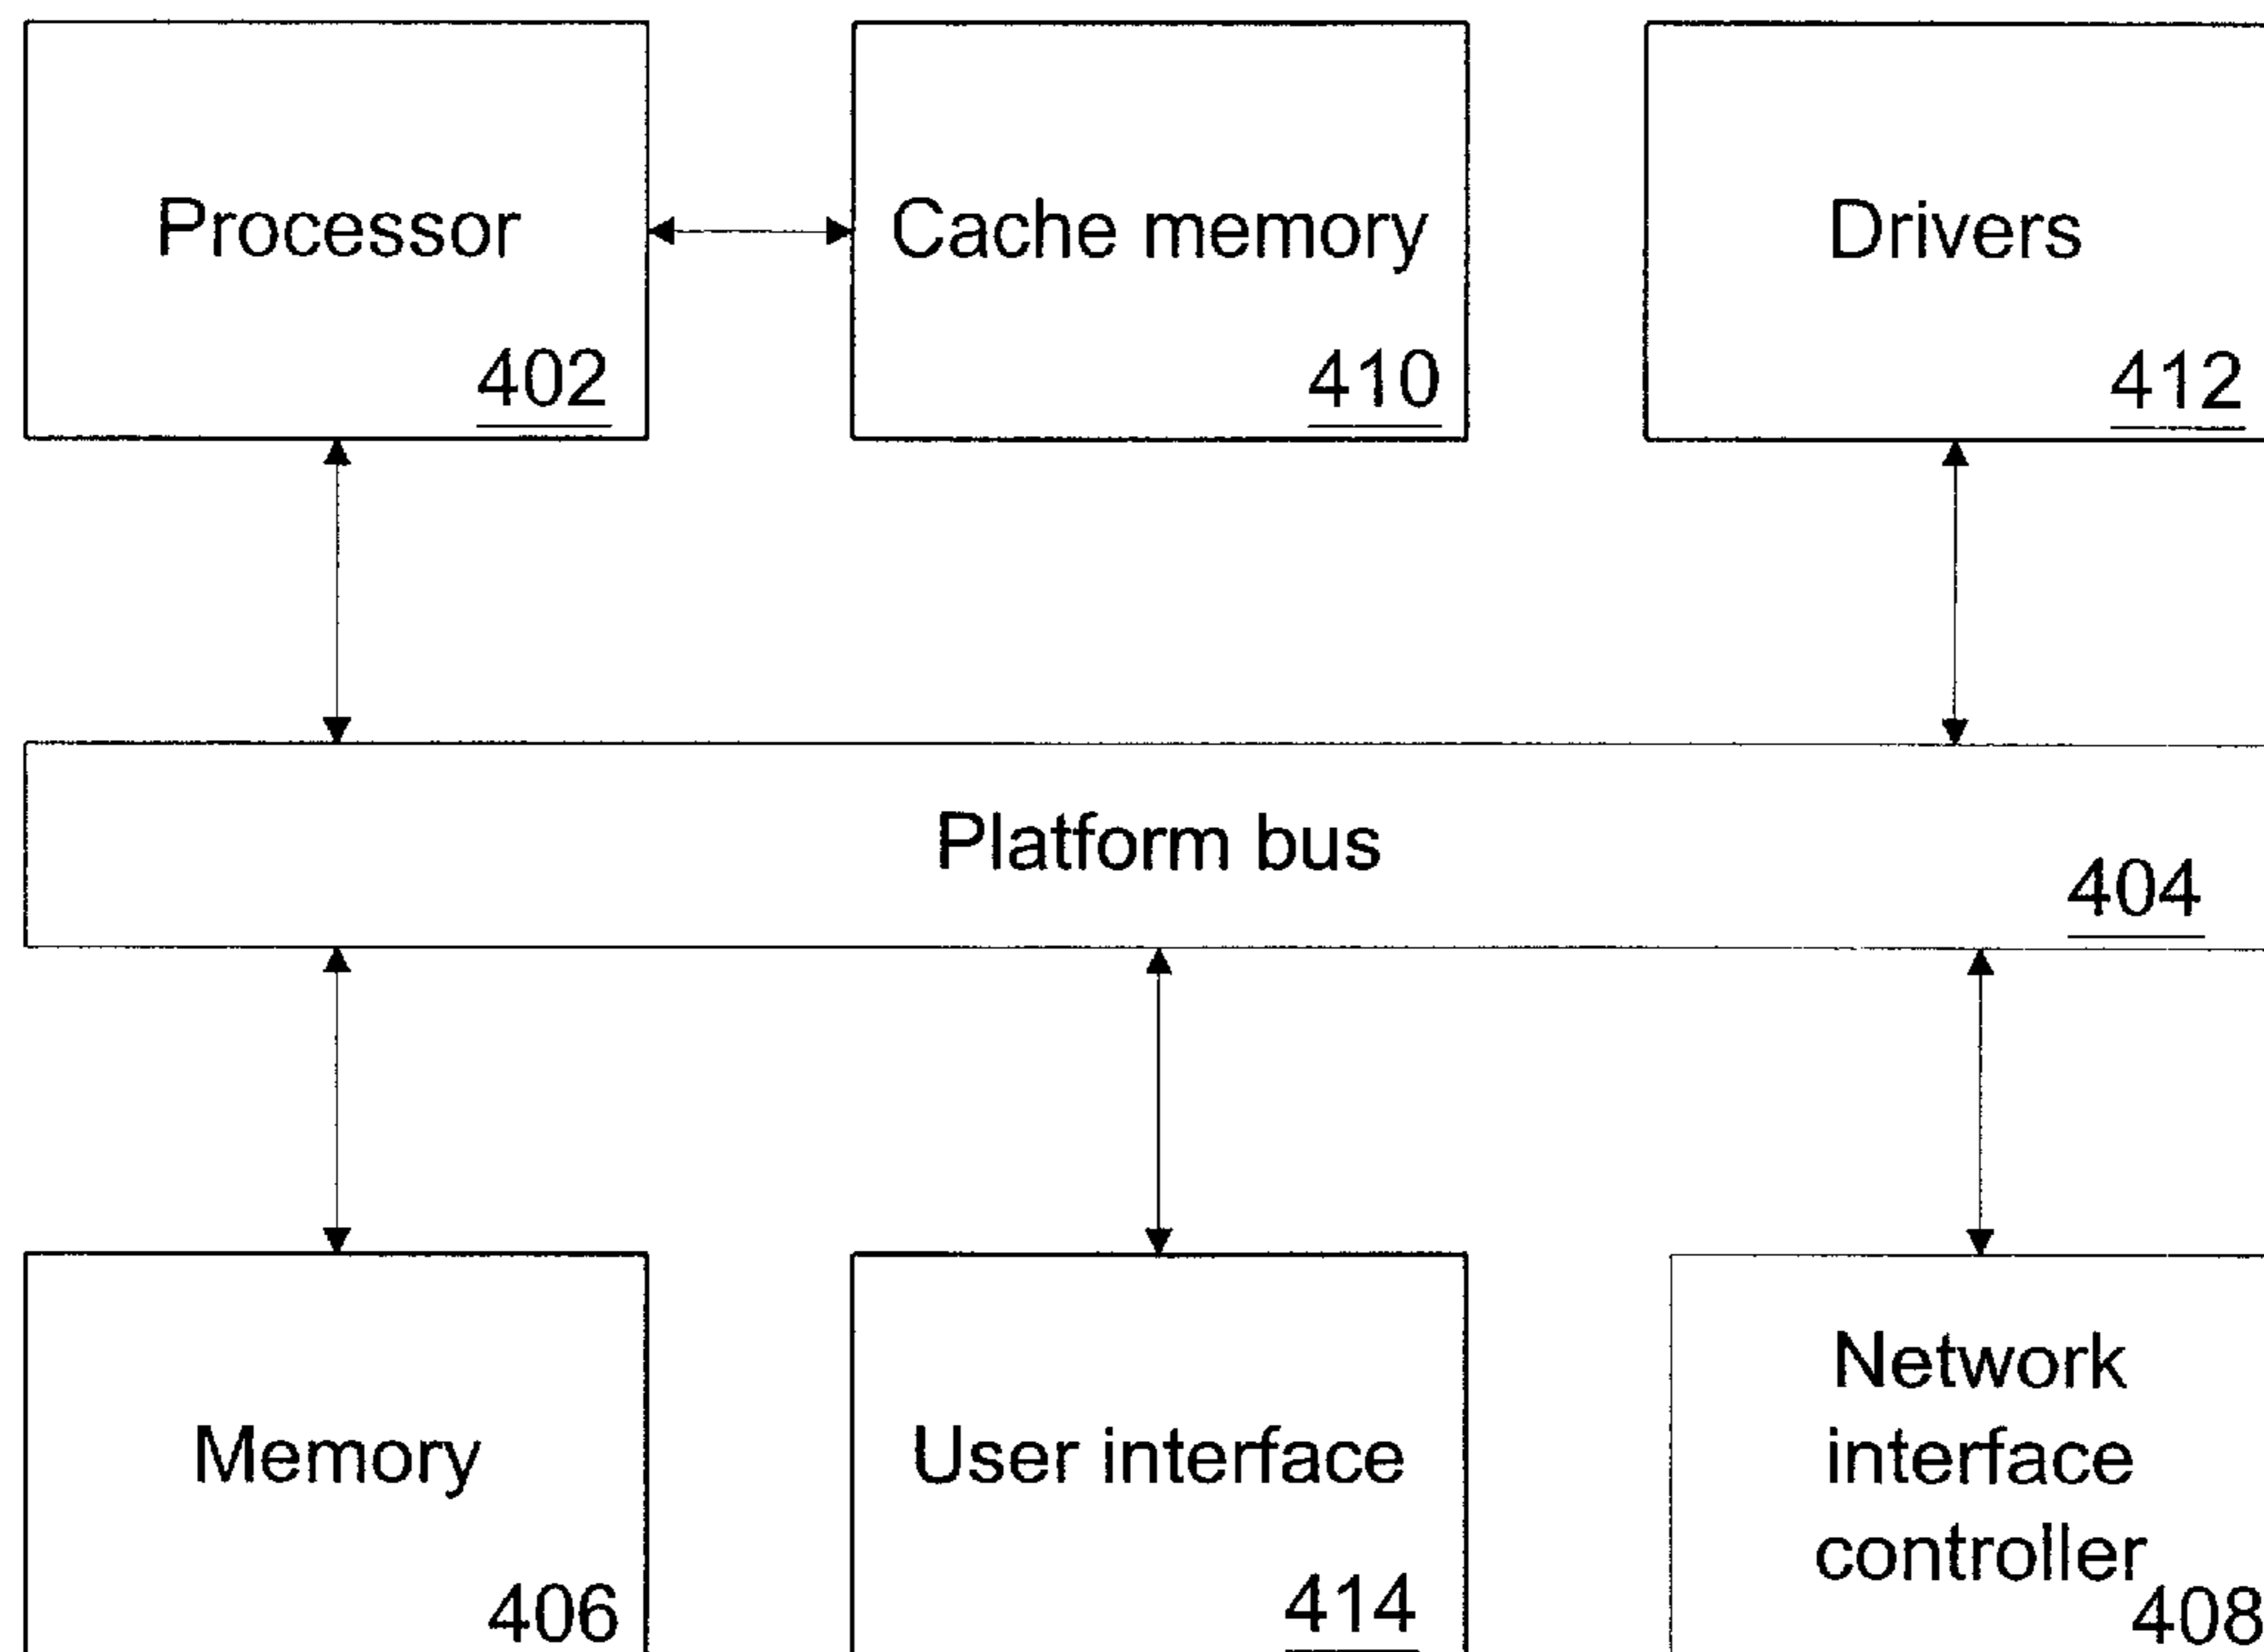 Processor
402
Cache memory
410
Drivers
412
Platform bus
404
Memory
406
User interface
414
Network
interface
controller
408